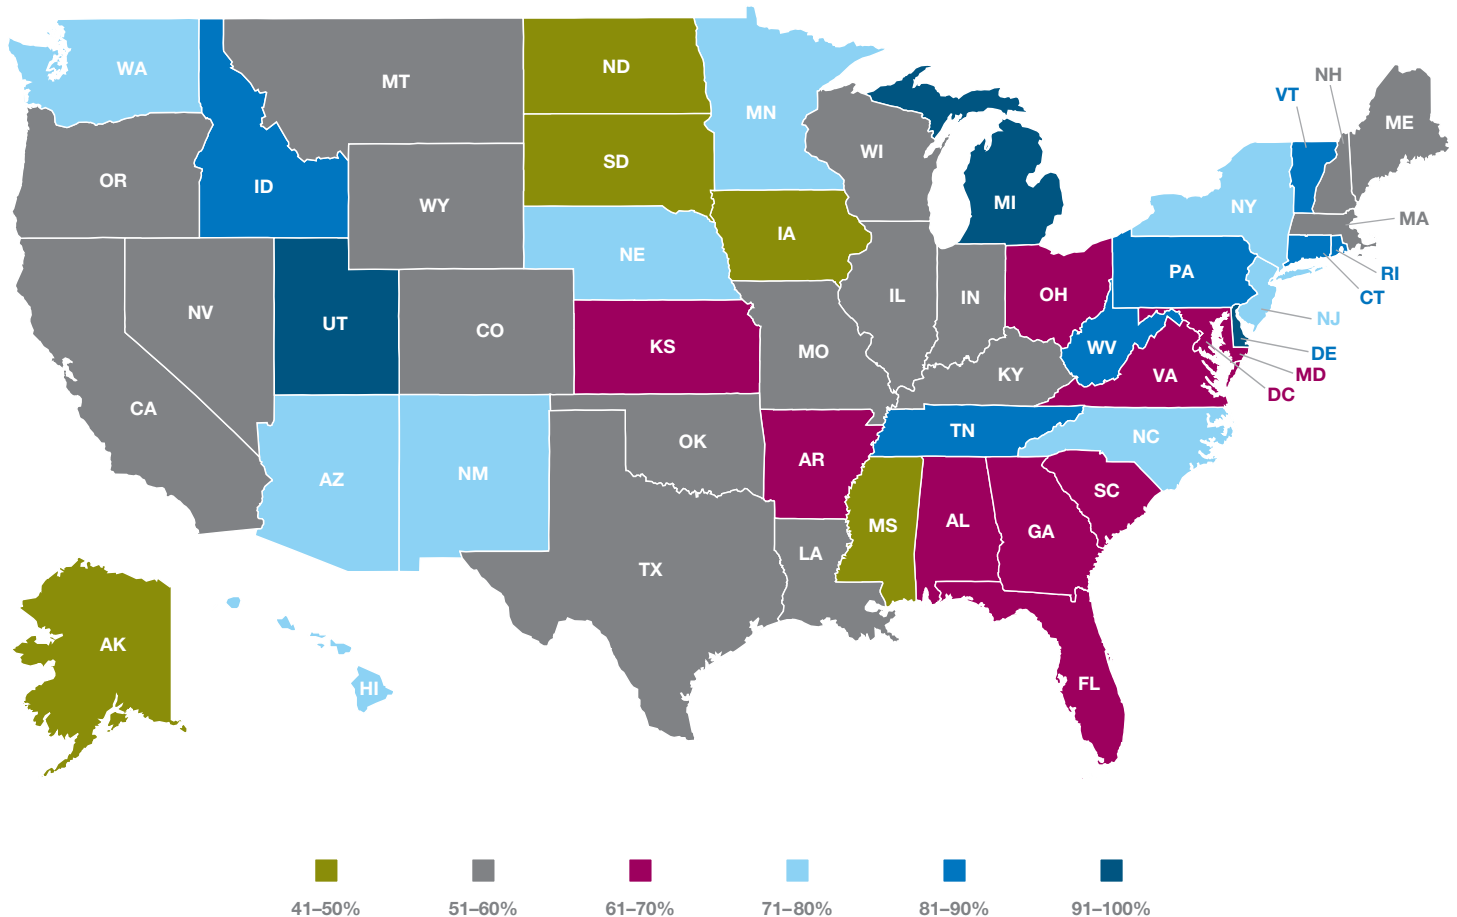 WA
MT
ND
MN
NH
VT
ME
OR
ID
WY
SD
WI
MI
NY
MA
IA
NE
PA
RI
CT
NV
UT
CO
IL
IN
OH
NJ
KS
MO
WV
DE
KY
VA
MD
DC
CA
AZ
NM
OK
AR
TN
NC
SC
MS
AL
GA
LA
TX
AK
HI
FL
41–50% 51–60% 61–70% 71–80% 81–90% 91–100%